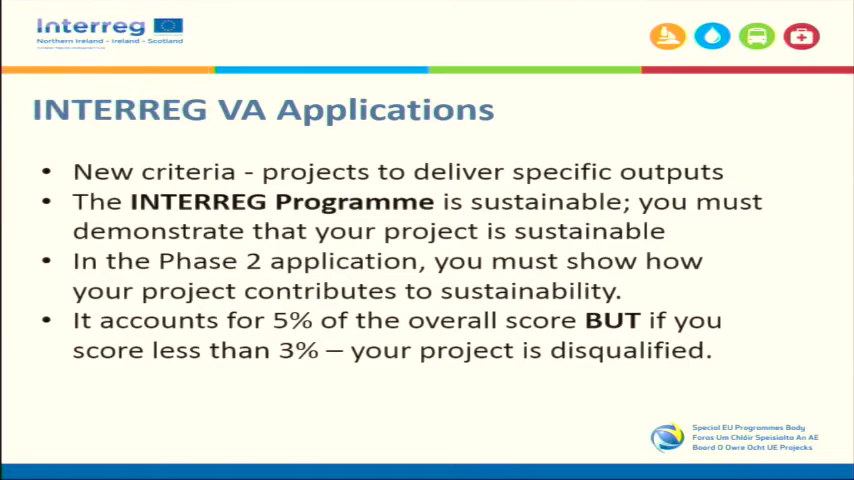 Interreg
Northern Ireland - Ireland - Scotland
INTERREG VA Applications
• New criteria - projects to deliver specific outputs
• The INTERREG Programme is sustainable; you must
demonstrate that your project is sustainable
• In the Phase 2 application, you must show how
your project contributes to sustainability.
• It accounts for 5% of the overall score BUT if you
score less than 3% – your project is disqualified.
Special EU Programmes Body
Foras Um Chláir Speisialta An AE
Boord O Owre Ocht UE Projecks